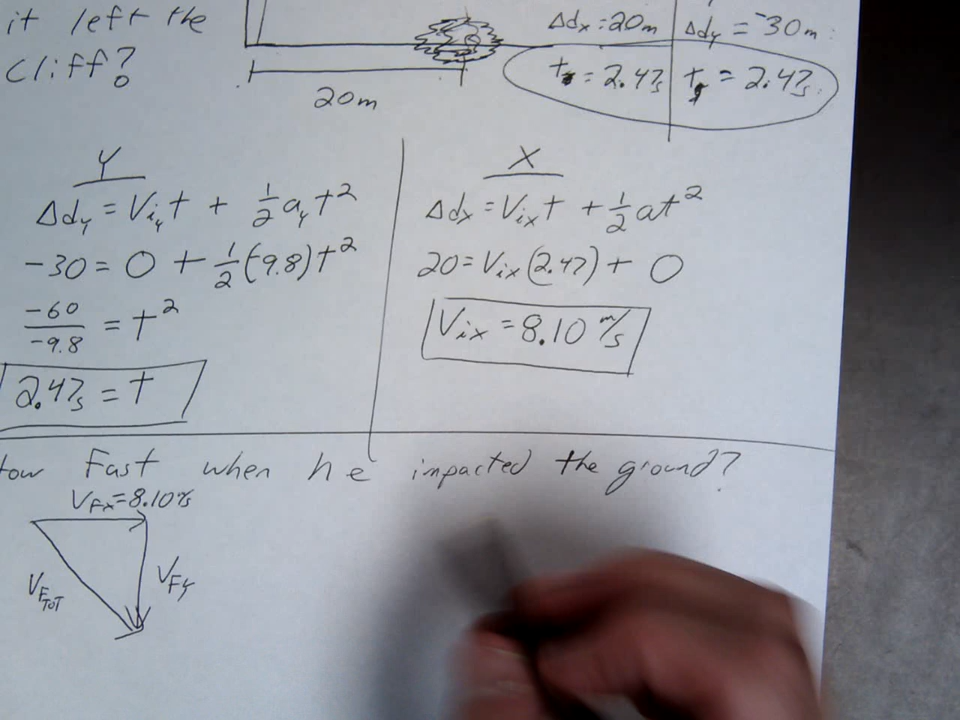 it left the
cliff?
20m
Δdx = 20m Δdy = -30m
tx = 2.47s ty = 2.47s
Y
Δdy = Viyt + 1/2 ayt²
-30 = 0 + 1/2(-9.8)t²
-60/-9.8 = t²
2.47s = t
X
Δdx = Vixt + 1/2at²
20 = Vix(2.47) + 0
Vix = 8.10 m/s
How Fast when he impacted the ground?
VFx = 8.10 m/s
VFTOT VFy